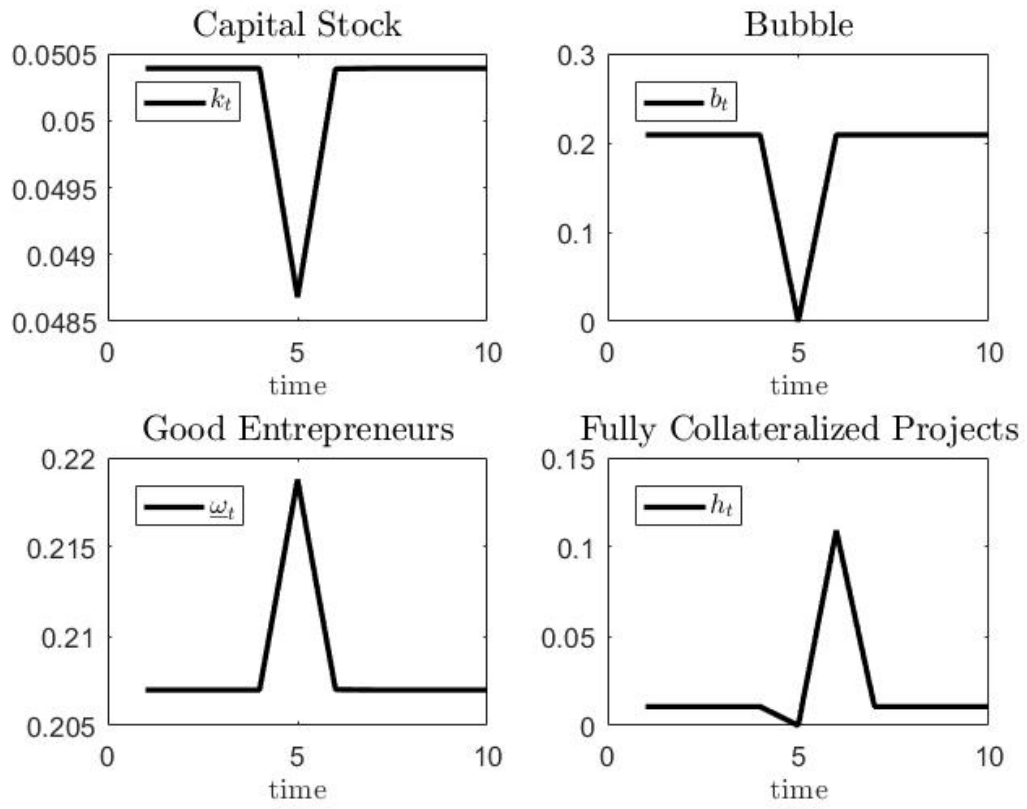 Capital Stock
0.0505
0.05
0.0495
0.049
0.0485
k_t
0
5
10
time
Bubble
0.3
0.2
0.1
0
b_t
0
5
10
time
Good Entrepreneurs
0.22
0.215
0.21
0.205
ω_t
0
5
10
time
Fully Collateralized Projects
0.15
0.1
0.05
0
h_t
0
5
10
time